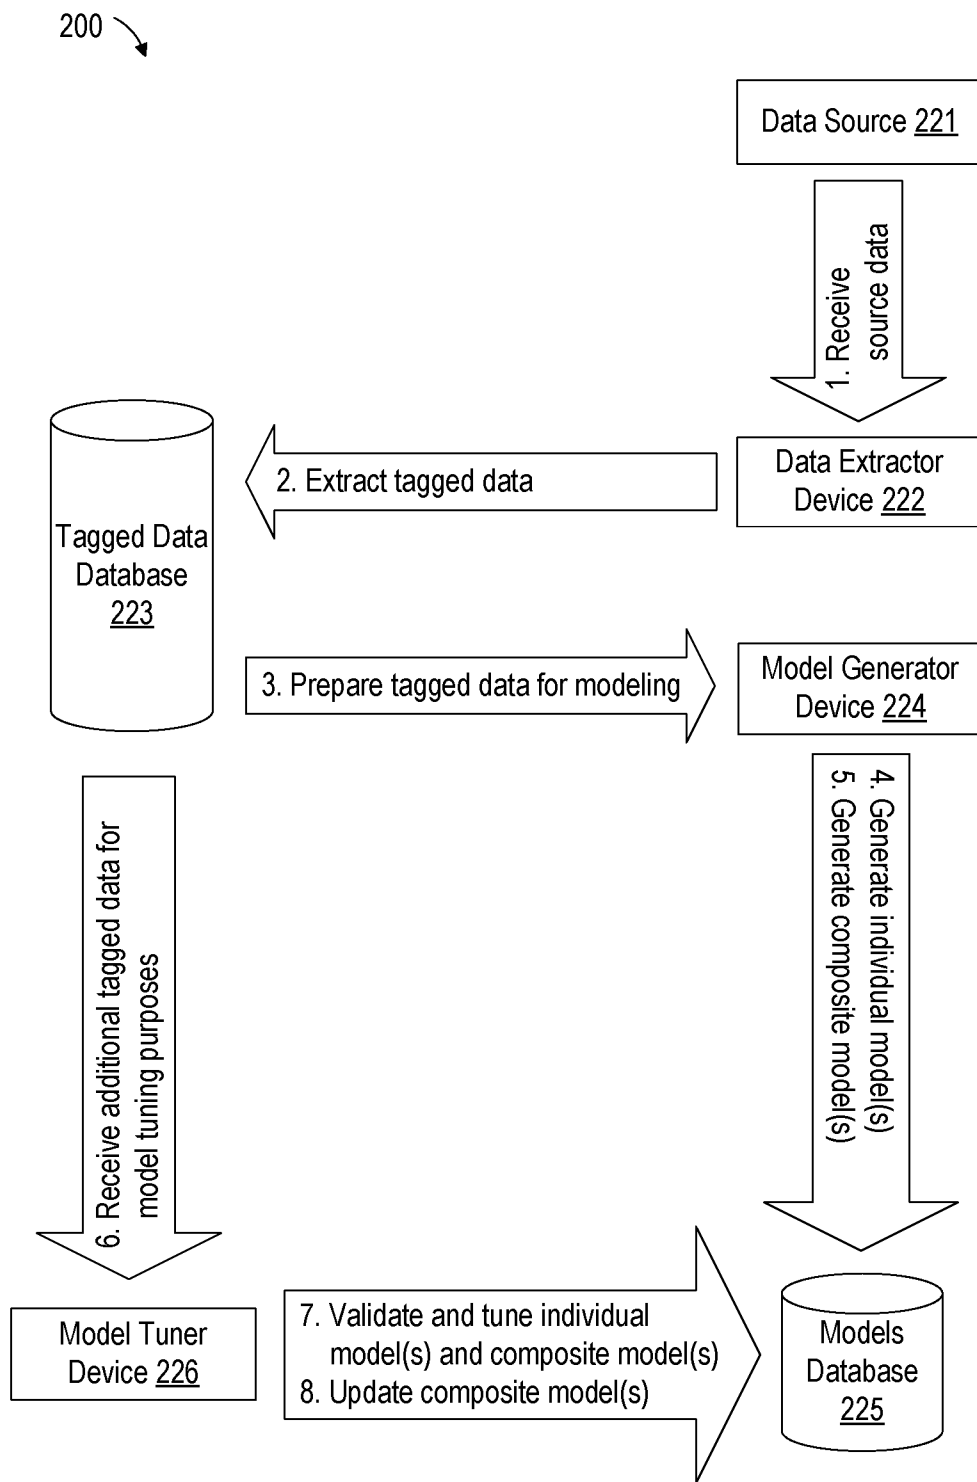 200
Data Source 221
1. Receive
source data
Data Extractor
Device 222
2. Extract tagged data
Tagged Data
Database
223
3. Prepare tagged data for modeling
Model Generator
Device 224
4. Generate individual model(s)
5. Generate composite model(s)
6. Receive additional tagged data for
model tuning purposes
Model Tuner
Device 226
7. Validate and tune individual
model(s) and composite model(s)
8. Update composite model(s)
Models
Database
225